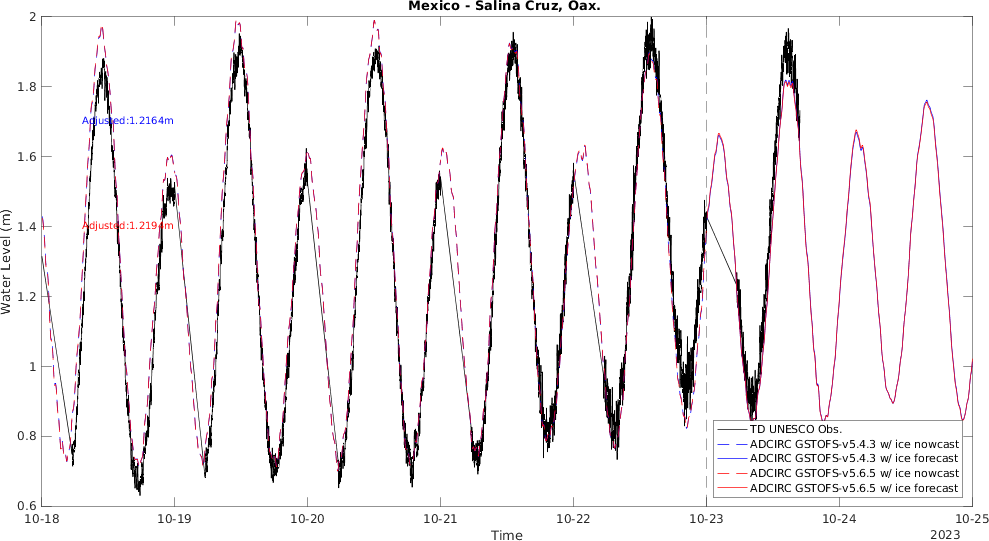 Mexico - Salina Cruz, Oax.
2
1.8
1.6
1.4
1.2
1
0.8
0.6
Water Level (m)
Adjusted:1.2164m
Adjusted:1.2194m
TD UNESCO Obs.
ADCIRC GSTOFS-v5.4.3 w/ ice nowcast
ADCIRC GSTOFS-v5.4.3 w/ ice forecast
ADCIRC GSTOFS-v5.6.5 w/ ice nowcast
ADCIRC GSTOFS-v5.6.5 w/ ice forecast
10-18 10-19 10-20 10-21 10-22 10-23 10-24 10-25
Time
2023